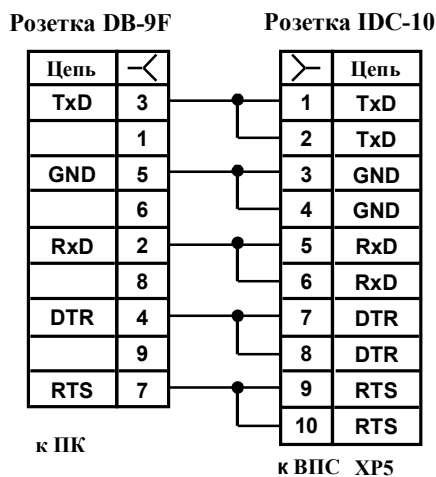 Розетка DB-9F Розетка IDC-10
Цепь Цепь
TxD 3 1 TxD
1 2 TxD
GND 5 3 GND
6 4 GND
RxD 2 5 RxD
8 6 RxD
DTR 4 7 DTR
9 8 DTR
RTS 7 9 RTS
10 RTS
к ПК
к ВПС XP5